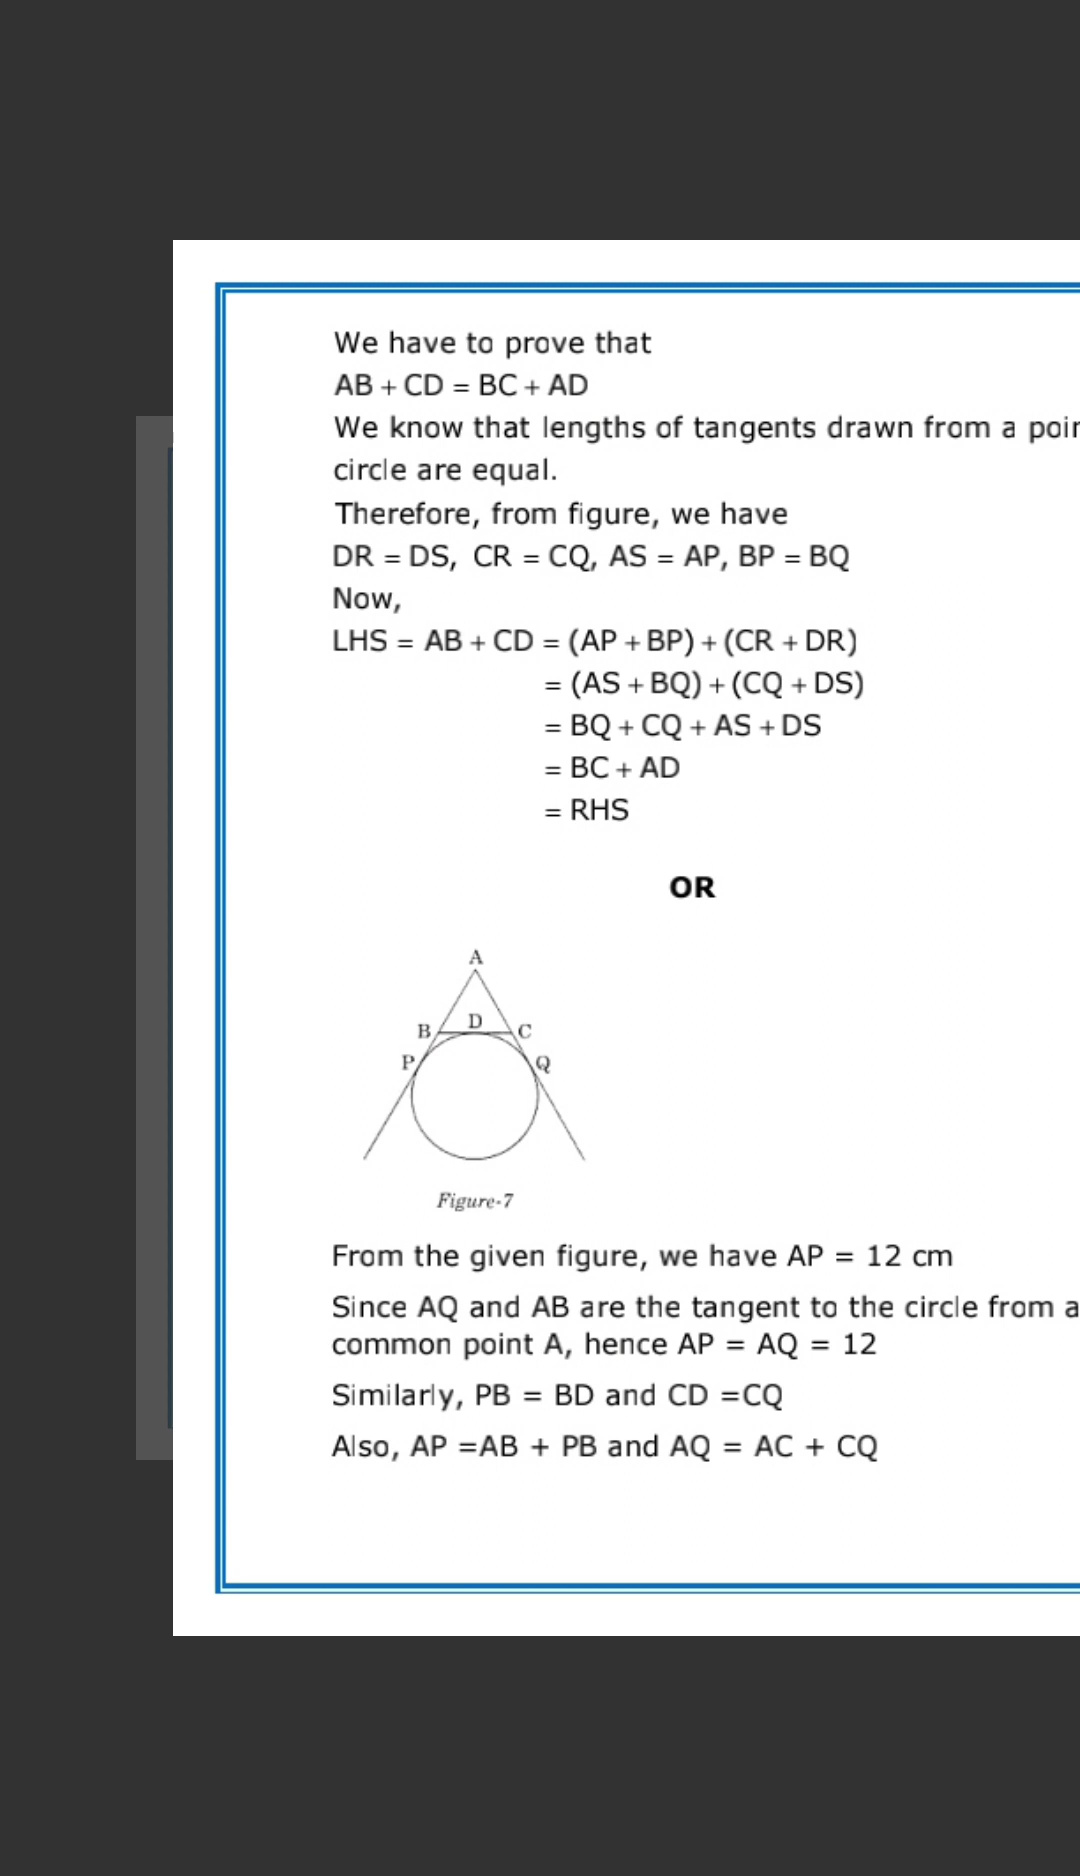 We have to prove that
AB + CD = BC + AD
We know that lengths of tangents drawn from a
circle are equal.
Therefore, from figure, we have
DR = DS, CR = CQ, AS = AP, BP = BQ
Now,
LHS = AB + CD = (AP + BP) + (CR + DR)
= (AS + BQ) + (CQ + DS)
= BQ + CQ + AS + DS
= BC + AD
= RHS
OR
A
B D C
P Q
Figure-7
From the given figure, we have AP = 12 cm
Since AQ and AB are the tangent to the circle from a
common point A, hence AP = AQ = 12
Similarly, PB = BD and CD =CQ
Also, AP =AB + PB and AQ = AC + CQ